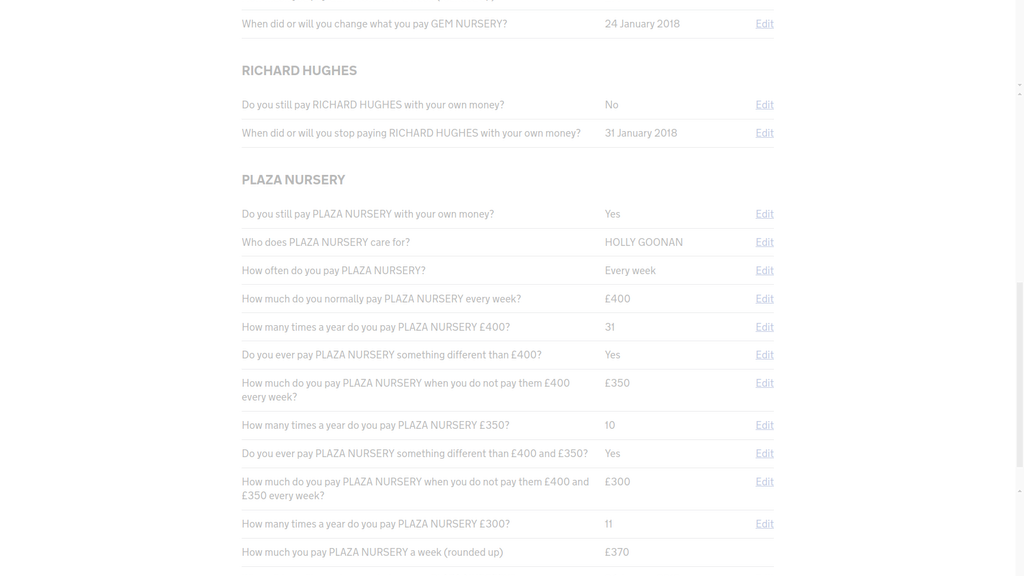 When did or will you change what you pay GEM NURSERY? 24 January 2018 Edit
RICHARD HUGHES
Do you still pay RICHARD HUGHES with your own money? No Edit
When did or will you stop paying RICHARD HUGHES with your own money? 31 January 2018 Edit
PLAZA NURSERY
Do you still pay PLAZA NURSERY with your own money? Yes Edit
Who does PLAZA NURSERY care for? HOLLY GOONAN Edit
How often do you pay PLAZA NURSERY? Every week Edit
How much do you normally pay PLAZA NURSERY every week? £400 Edit
How many times a year do you pay PLAZA NURSERY £400? 31 Edit
Do you ever pay PLAZA NURSERY something different than £400? Yes Edit
How much do you pay PLAZA NURSERY when you do not pay them £400 £350 Edit
every week?
How many times a year do you pay PLAZA NURSERY £350? 10 Edit
Do you ever pay PLAZA NURSERY something different than £400 and £350? Yes Edit
How much do you pay PLAZA NURSERY when you do not pay them £400 and £300 Edit
£350 every week?
How many times a year do you pay PLAZA NURSERY £300? 11 Edit
How much you pay PLAZA NURSERY a week (rounded up) £370